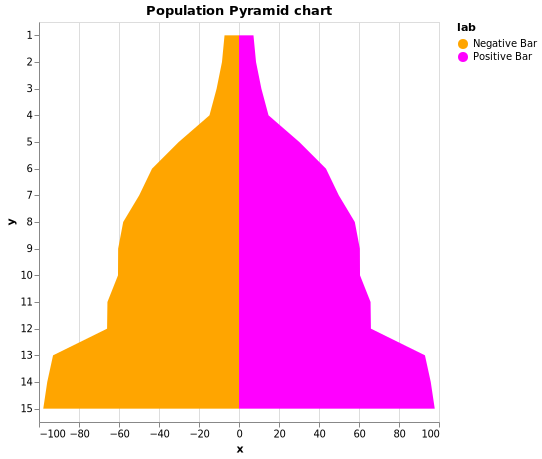 Population Pyramid chart
lab
Negative Bar
Positive Bar
y
1
2
3
4
5
6
7
8
9
10
11
12
13
14
15
−100 −80 −60 −40 −20 0 20 40 60 80 100
x